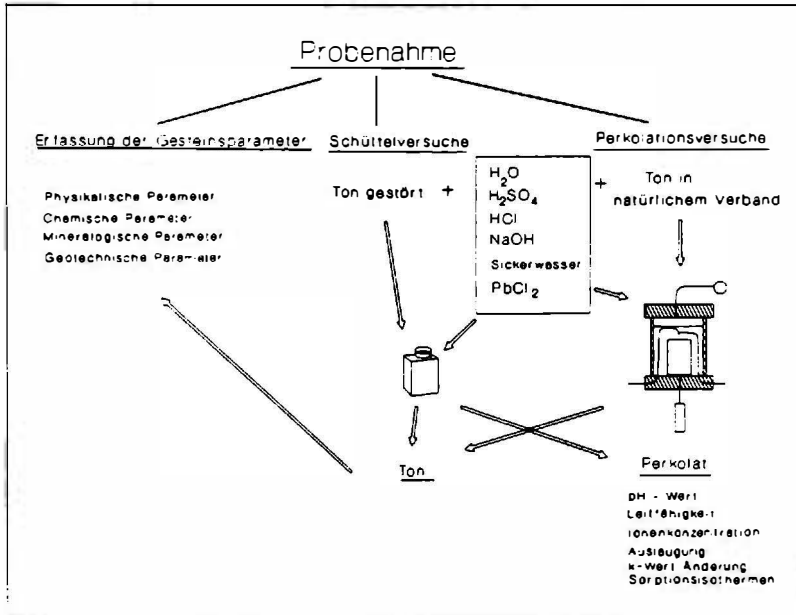 Probenahme
Erfassung der Gesteinsparameter
Physikalische Parameter
Chemische Parameter
Mineralogische Parameter
Geotechnische Parameter
Schüttelversuche
Ton gestört +
H2O
H2SO4
HCl
NaOH
Sickerwasser
PbCl2
Perkolationsversuche
+ Ton in
natürlichem Verband
Ton
Perkolat
pH - Wert
Leitfähigkeit
Ionenkonzentration
Auslaugung
k-Wert Änderung
Sorptionsisothermen